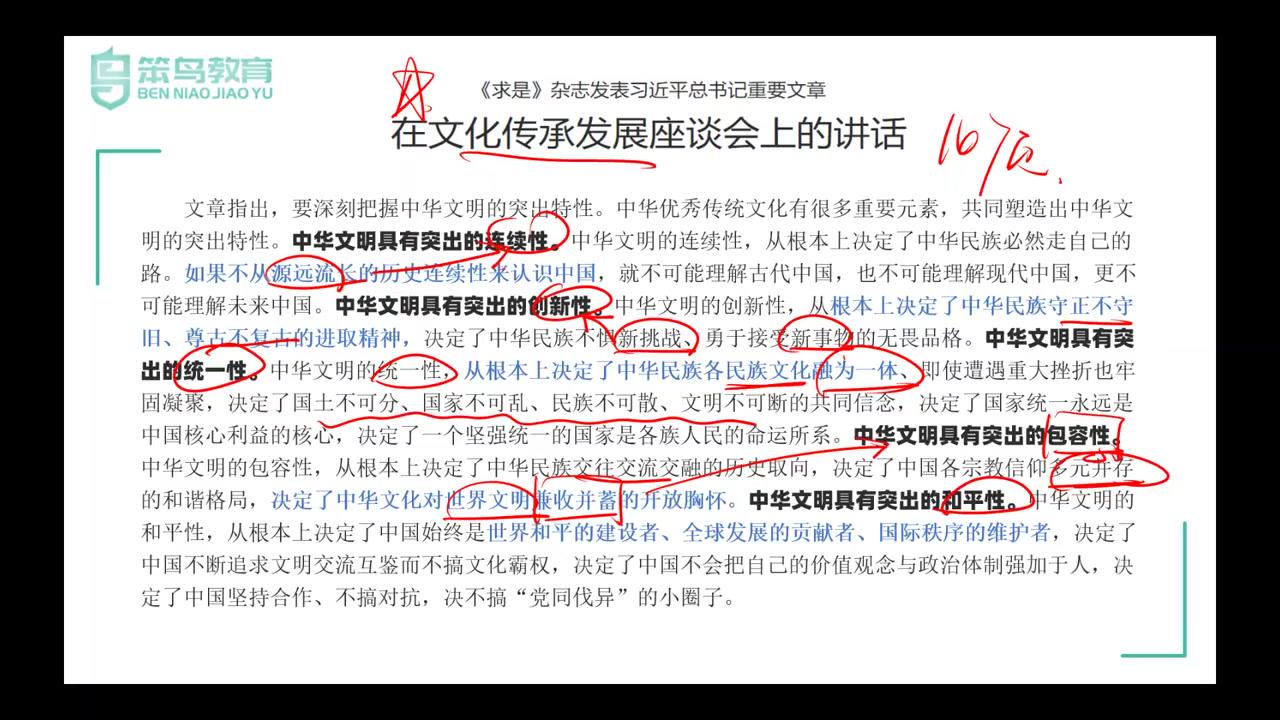 笨鸟教育
BEN NIAO JIAO YU
《求是》杂志发表习近平总书记重要文章
在文化传承发展座谈会上的讲话
16页.
文章指出，要深刻把握中华文明的突出特性。中华优秀传统文化有很多重要元素，共同塑造出中华文
明的突出特性。中华文明具有突出的连续性。中华文明的连续性，从根本上决定了中华民族必然走自己的
路。如果不从源远流长的历史连续性来认识中国，就不可能理解古代中国，也不可能理解现代中国，更不
可能理解未来中国。中华文明具有突出的创新性。中华文明的创新性，从根本上决定了中华民族守正不守
旧、尊古不复古的进取精神，决定了中华民族不惧新挑战、勇于接受新事物的无畏品格。中华文明具有突
出的统一性。中华文明的统一性，从根本上决定了中华民族各民族文化融为一体、即使遭遇重大挫折也牢
固凝聚，决定了国土不可分、国家不可乱、民族不可散、文明不可断的共同信念，决定了国家统一永远是
中国核心利益的核心，决定了一个坚强统一的国家是各族人民的命运所系。中华文明具有突出的包容性。
中华文明的包容性，从根本上决定了中华民族交往交流交融的历史取向，决定了中国各宗教信仰多元并存
的和谐格局，决定了中华文化对世界文明兼收并蓄的开放胸怀。中华文明具有突出的和平性。中华文明的
和平性，从根本上决定了中国始终是世界和平的建设者、全球发展的贡献者、国际秩序的维护者，决定了
中国不断追求文明交流互鉴而不搞文化霸权，决定了中国不会把自己的价值观念与政治体制强加于人，决
定了中国坚持合作、不搞对抗，决不搞“党同伐异”的小圈子。